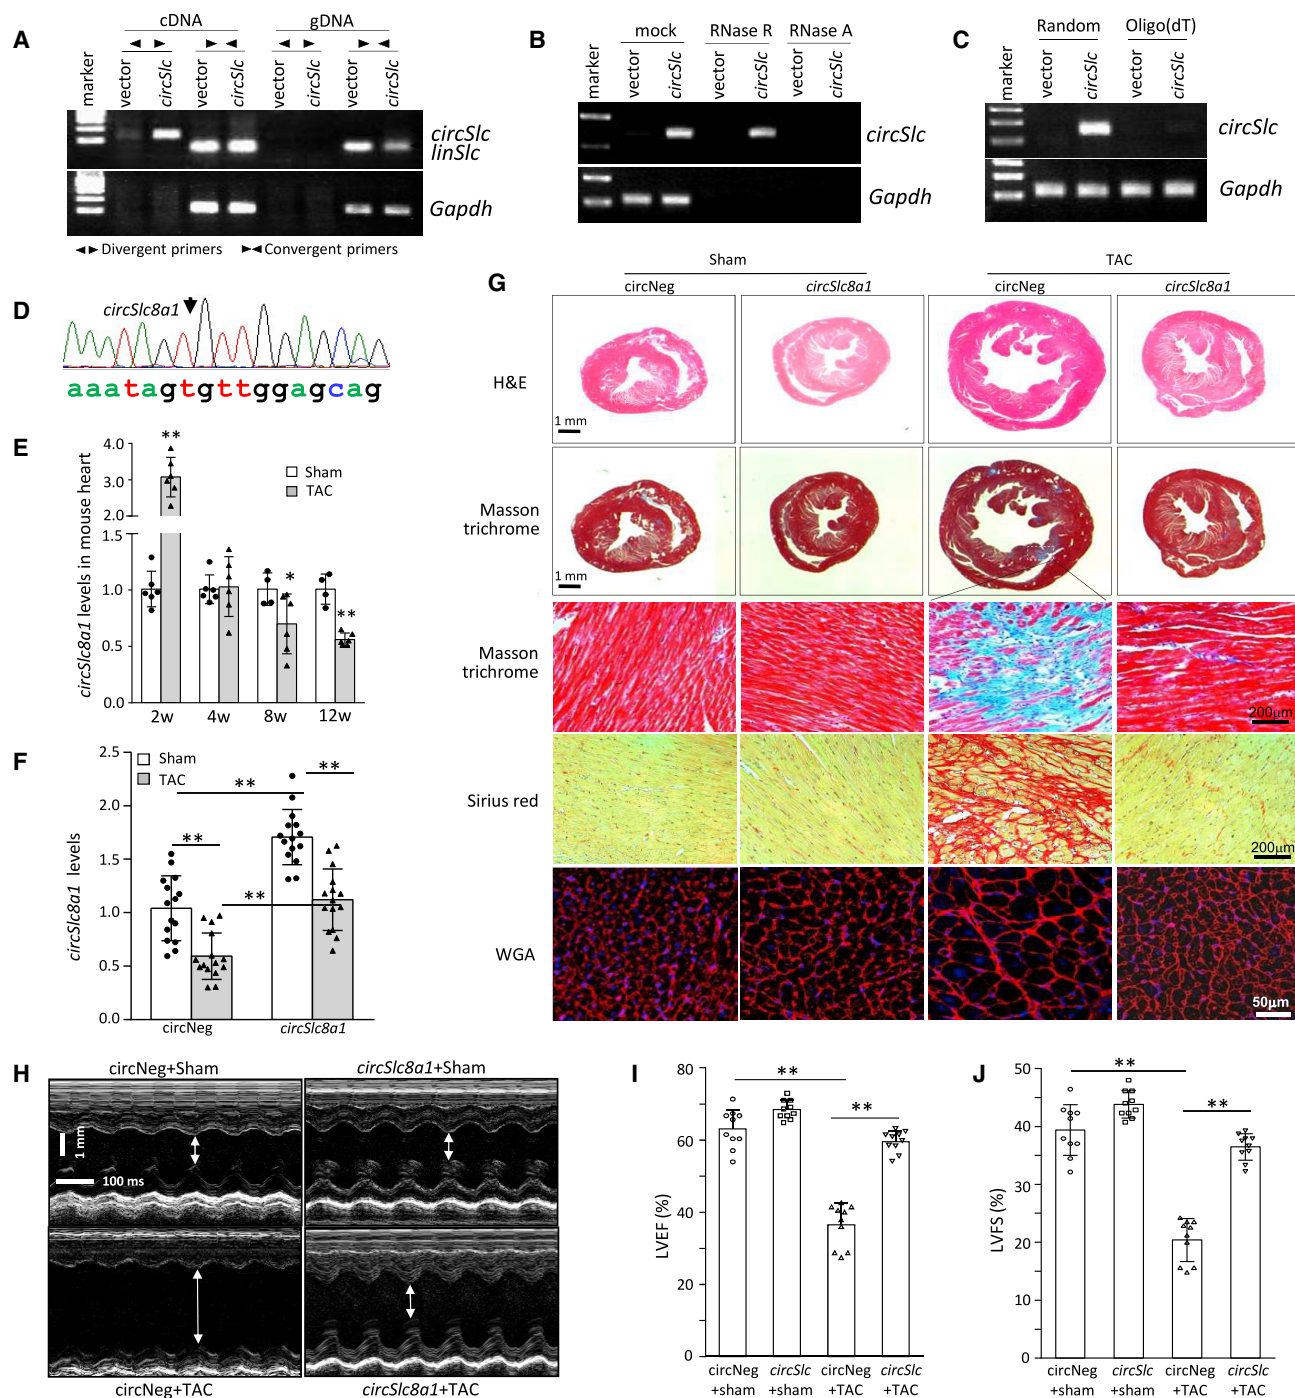 A
cDNA
gDNA
marker
vector
circSlc
vector
circSlc
vector
circSlc
vector
circSlc
circSlc
linSlc
Gapdh
Divergent primers
Convergent primers
B
mock
RNase R
RNase A
marker
vector
circSlc
vector
circSlc
vector
circSlc
circSlc
Gapdh
C
Random
Oligo(dT)
marker
vector
circSlc
vector
circSlc
circSlc
Gapdh
D
circSlc8a1
aaatagtgttggagcag
E
circSlc8a1 levels in mouse heart
4.0
3.0
2.0
1.5
1.0
0.5
0.0
**
*
**
Sham
TAC
2w
4w
8w
12w
F
circSlc8a1 levels
2.5
2.0
1.5
1.0
0.5
0.0
Sham
TAC
**
**
**
**
circNeg
circSlc8a1
G
Sham
TAC
circNeg
circSlc8a1
circNeg
circSlc8a1
H&E
1 mm
Masson
trichrome
1 mm
Masson
trichrome
200μm
Sirius red
200μm
WGA
50μm
H
circNeg+Sham
circSlc8a1+Sham
1 mm
100 ms
circNeg+TAC
circSlc8a1+TAC
I
LVEF (%)
80
60
40
20
0
**
**
circNeg
+sham
circSlc
+sham
circNeg
+TAC
circSlc
+TAC
J
LVFS (%)
50
40
30
20
10
0
**
**
circNeg
+sham
circSlc
+sham
circNeg
+TAC
circSlc
+TAC